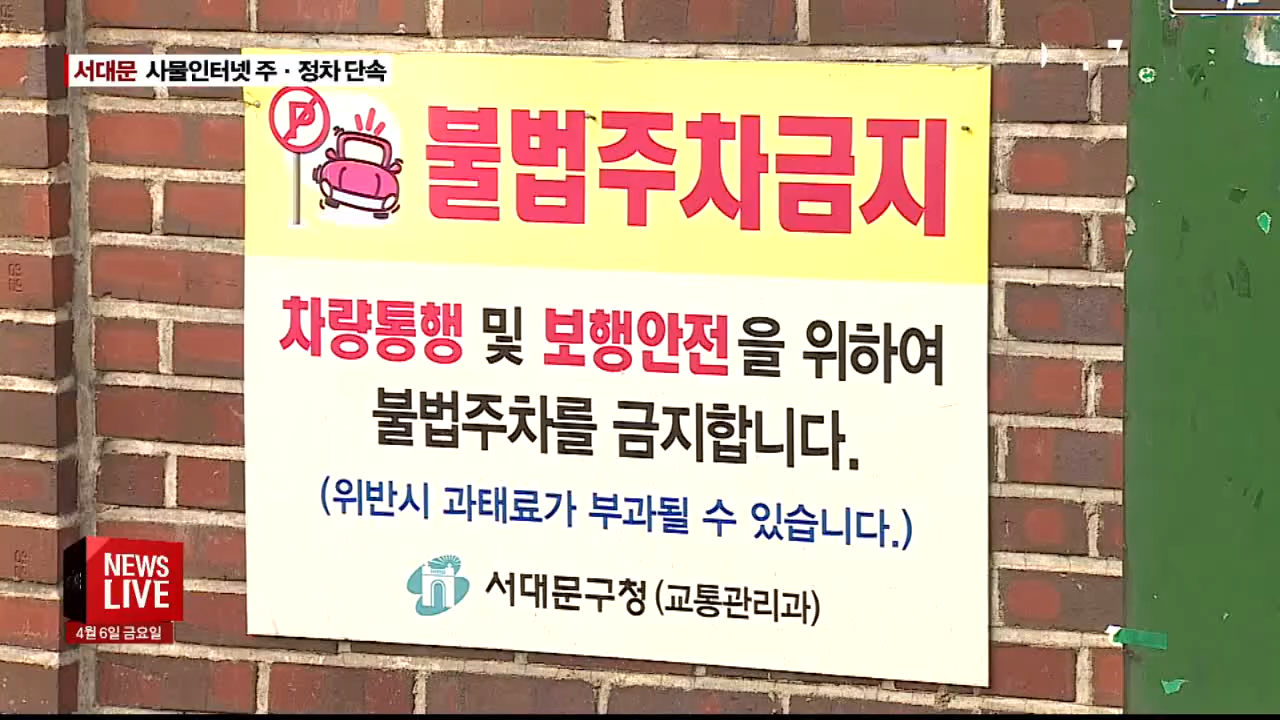 서대문 사물인터넷 주·정차 단속
불법주차금지
차량통행 및 보행안전을 위하여
불법주차를 금지합니다.
(위반시 과태료가 부과될 수 있습니다.)
서대문구청 (교통관리과)
NEWS
LIVE
4월 6일 금요일